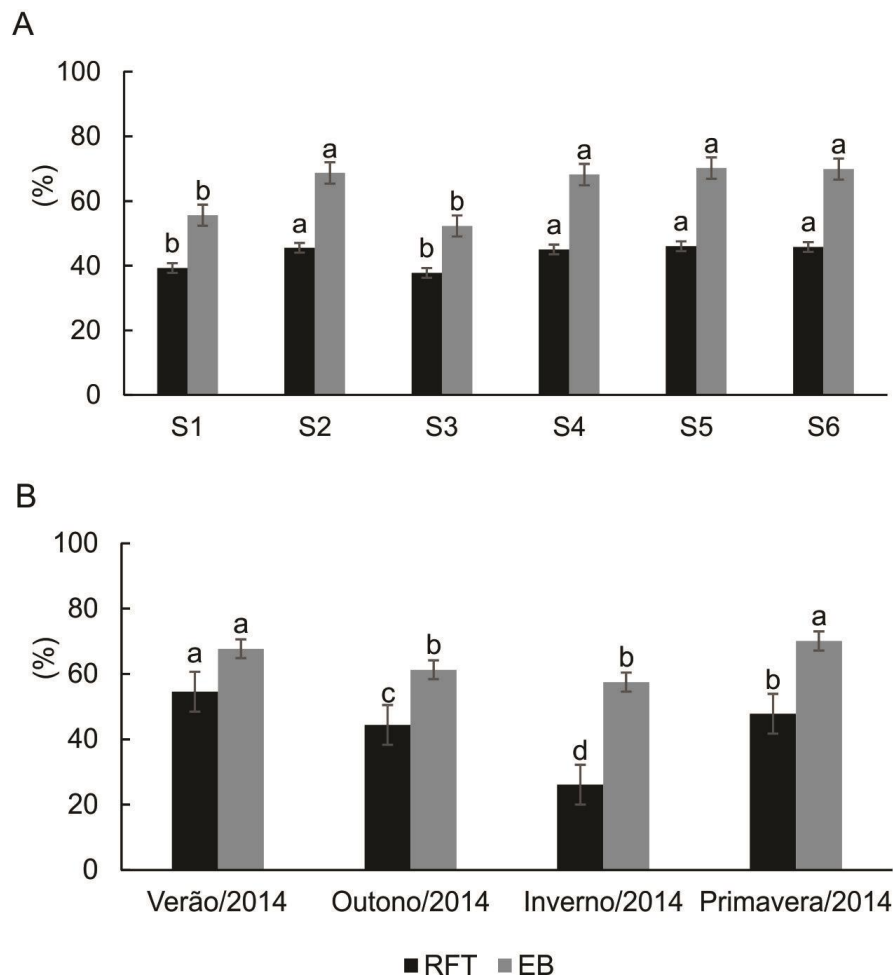 A
100
a
a
a
a
80
b
b
(%)
60
a
a
a
a
b
b
40
20
0
S1 S2 S3 S4 S5 S6
B
100
80
a
a
a
b
b
(%)
60
c
b
40
d
20
0
Verão/2014 Outono/2014 Inverno/2014 Primavera/2014
RFT EB